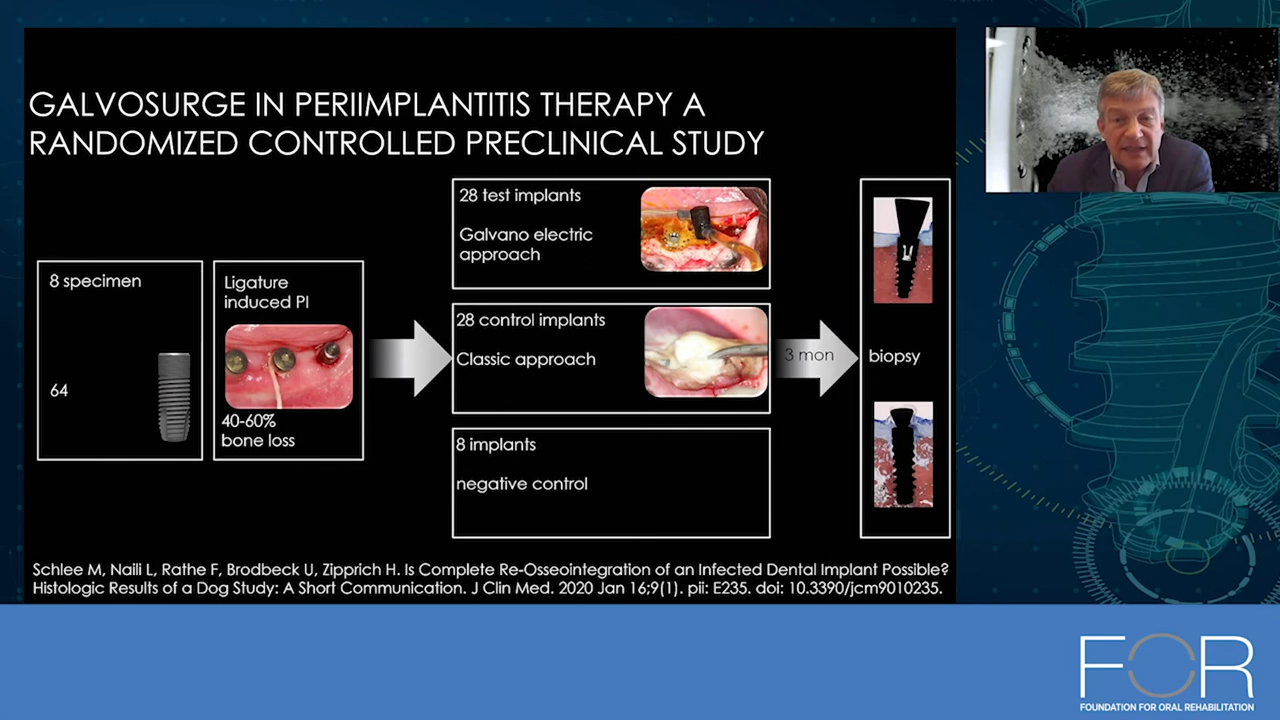 GALVOSURGE IN PERIIMPLANTITIS THERAPY A
RANDOMIZED CONTROLLED PRECLINICAL STUDY
8 specimen
64
Ligature
induced PI
40-60%
bone loss
28 test implants
Galvano electric
approach
28 control implants
Classic approach
8 implants
negative control
3 mon
biopsy
Schlee M, Naili L, Rathe F, Brodbeck U, Zipprich H. Is Complete Re-Osseointegration of an Infected Dental Implant Possible?
Histologic Results of a Dog Study: A Short Communication. J Clin Med. 2020 Jan 16;9(1). pii: E235. doi: 10.3390/jcm9010235.
FOR
FOUNDATION FOR ORAL REHABILITATION